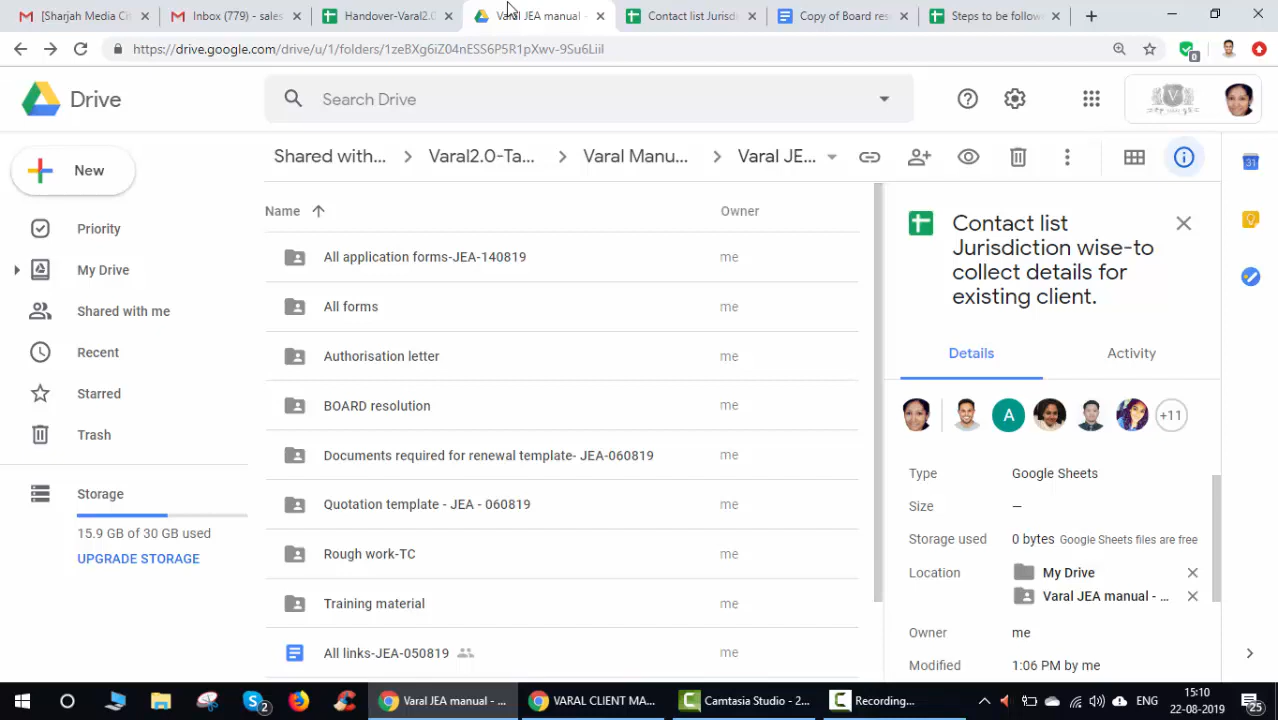 [Sharjah Media Ci
Inbox (779) - sales
Handover-Varal2.0
Varal JEA manual -
Contact list Jurisdi
Copy of Board res
Steps to be follow
https://drive.google.com/drive/u/1/folders/1zeBXg6iZ04nESS6P5R1pXwv-9Su6Liil
0
Drive
Search Drive
V
New
Shared with...
Varal2.0-Ta...
Varal Manu...
Varal JE...
31
Priority
My Drive
Shared with me
Recent
Starred
Trash
Storage
15.9 GB of 30 GB used
UPGRADE STORAGE
Name
Owner
All application forms-JEA-140819
me
All forms
me
Authorisation letter
me
BOARD resolution
me
Documents required for renewal template- JEA-060819
me
Quotation template - JEA - 060819
me
Rough work-TC
me
Training material
me
All links-JEA-050819
me
Contact list
Jurisdiction wise-to
collect details for
existing client.
Details
Activity
A
+11
Type
Google Sheets
Size
—
Storage used
0 bytes Google Sheets files are free
Location
My Drive
Varal JEA manual - ...
Owner
me
Modified
1:06 PM by me
2
Varal JEA manual - ...
VARAL CLIENT MA...
Camtasia Studio - 2...
Recording...
ENG
15:10
22-08-2019
25